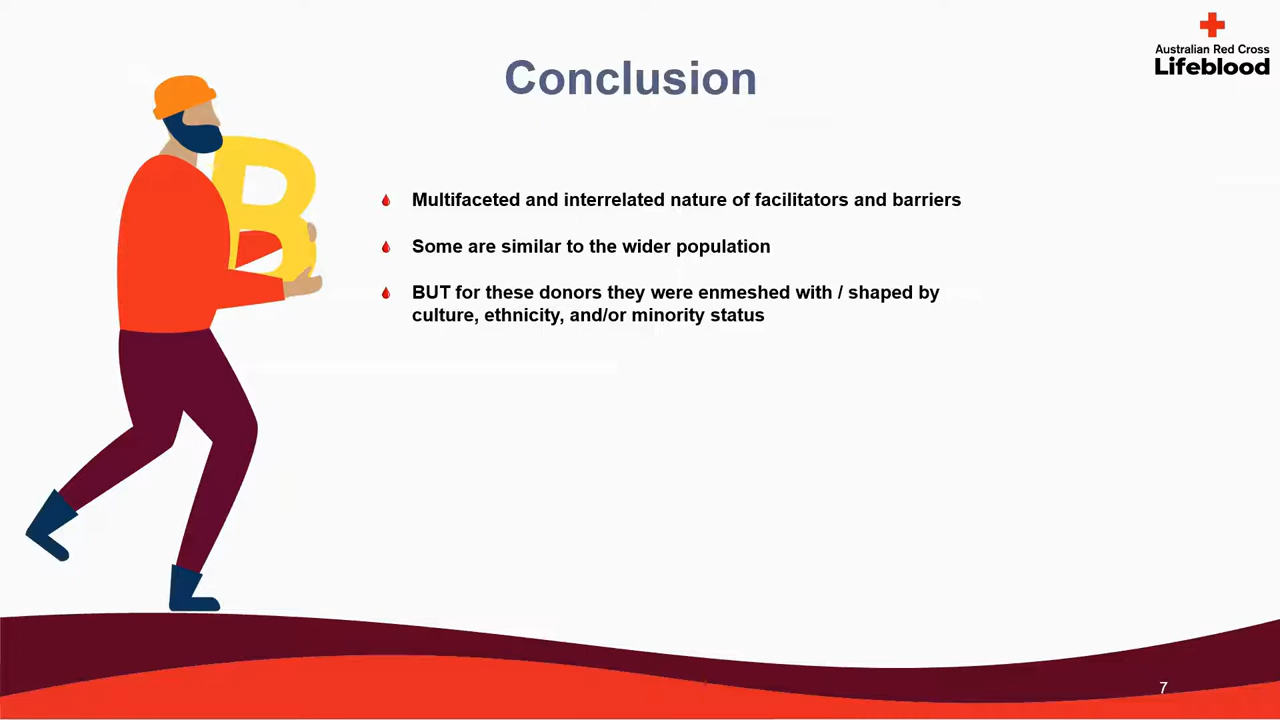 Australian Red Cross
Lifeblood
Conclusion
B
Multifaceted and interrelated nature of facilitators and barriers
Some are similar to the wider population
BUT for these donors they were enmeshed with / shaped by
culture, ethnicity, and/or minority status
7